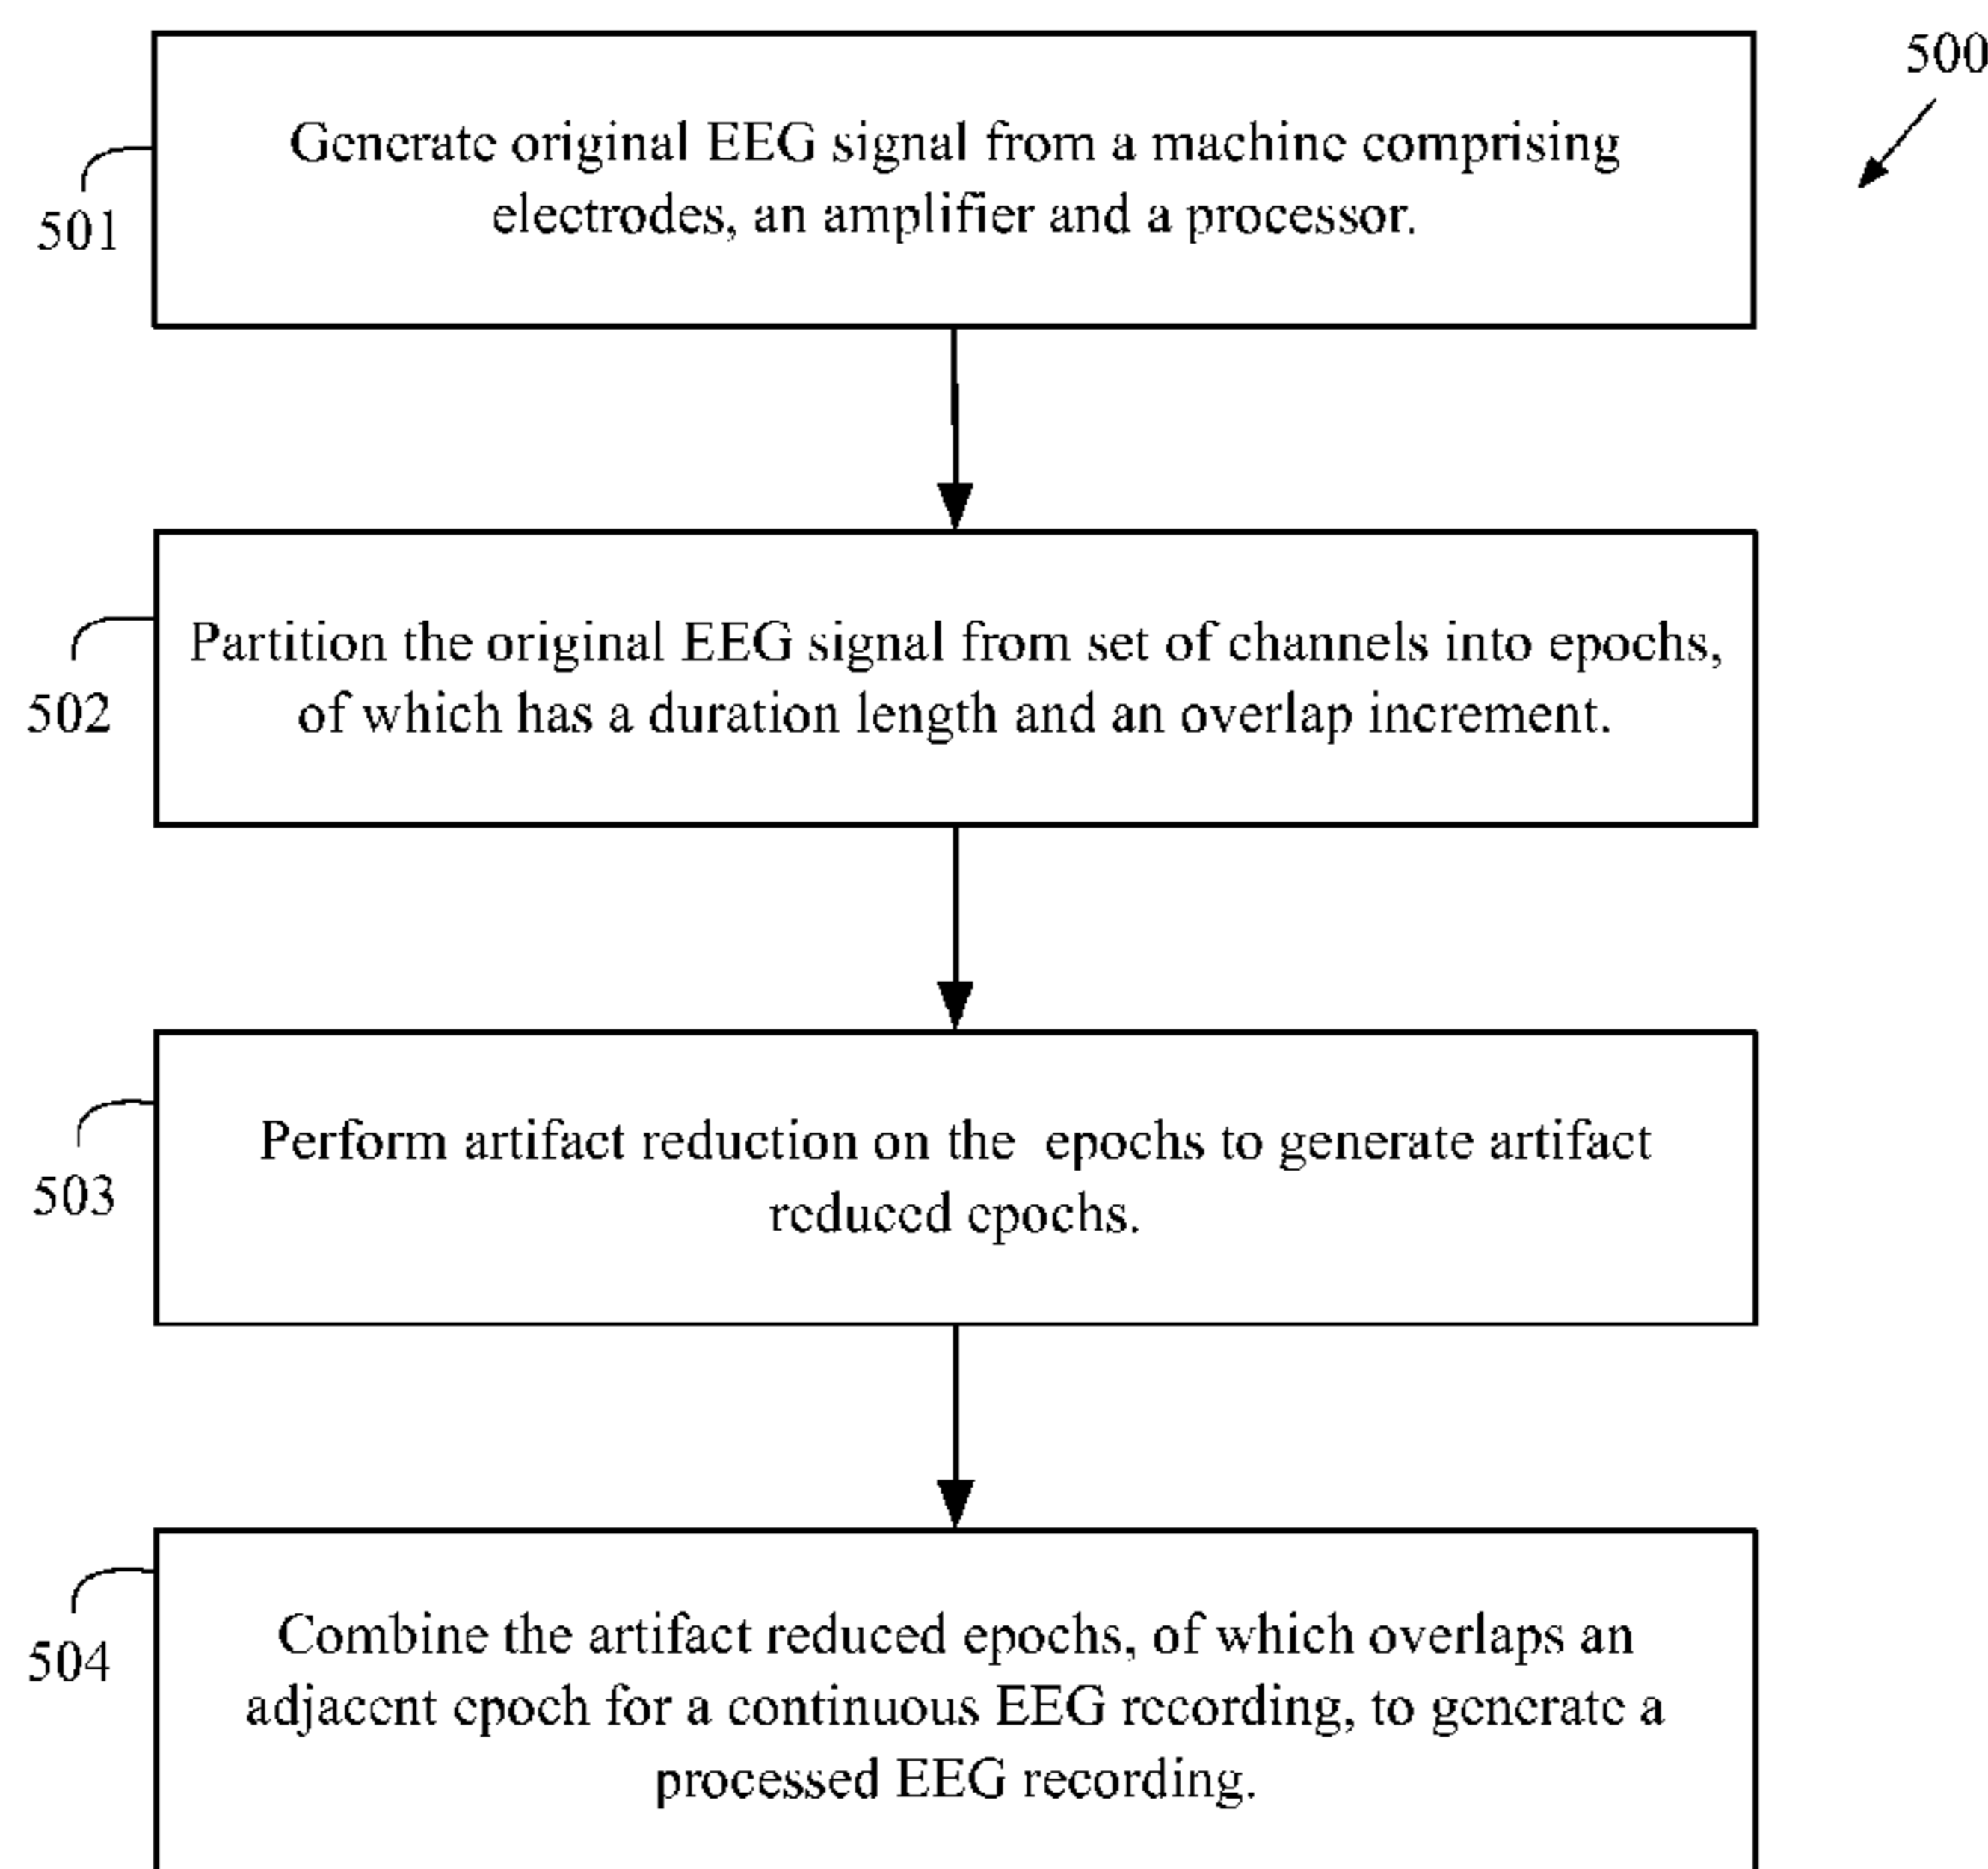 500
Generate original EEG signal from a machine comprising
electrodes, an amplifier and a processor.
501
Partition the original EEG signal from set of channels into epochs,
of which has a duration length and an overlap increment.
502
Perform artifact reduction on the epochs to generate artifact
reduced epochs.
503
Combine the artifact reduced epochs, of which overlaps an
adjacent epoch for a continuous EEG recording, to generate a
processed EEG recording.
504